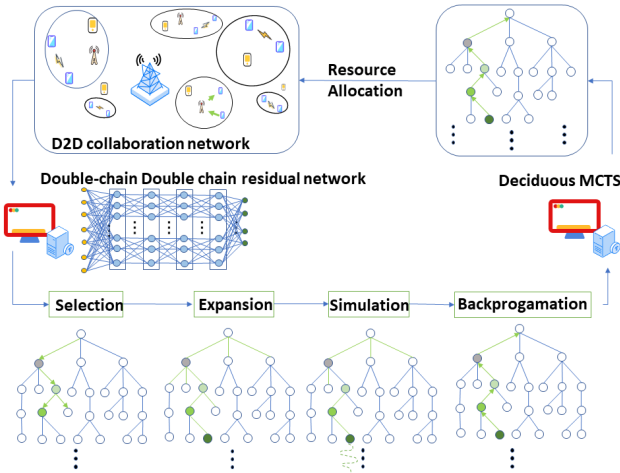 Resource
Allocation
D2D collaboration network
Double-chain Double chain residual network
Deciduous MCTS
Selection
Expansion
Simulation
Backprogamation